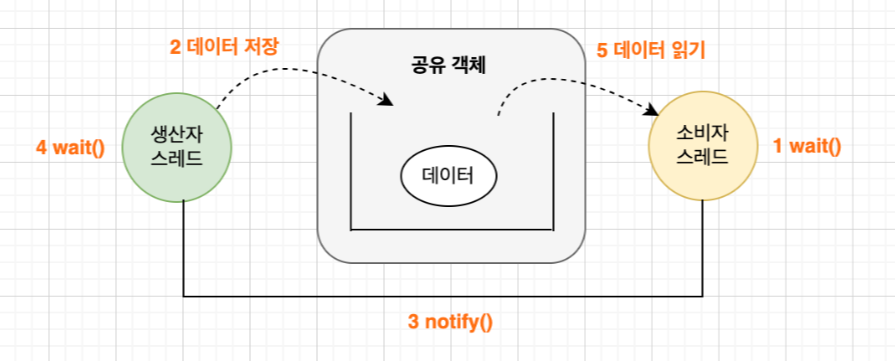 2 데이터 저장
공유 객체
5 데이터 읽기
4 wait()
생산자
스레드
데이터
소비자
스레드
1 wait()
3 notify()